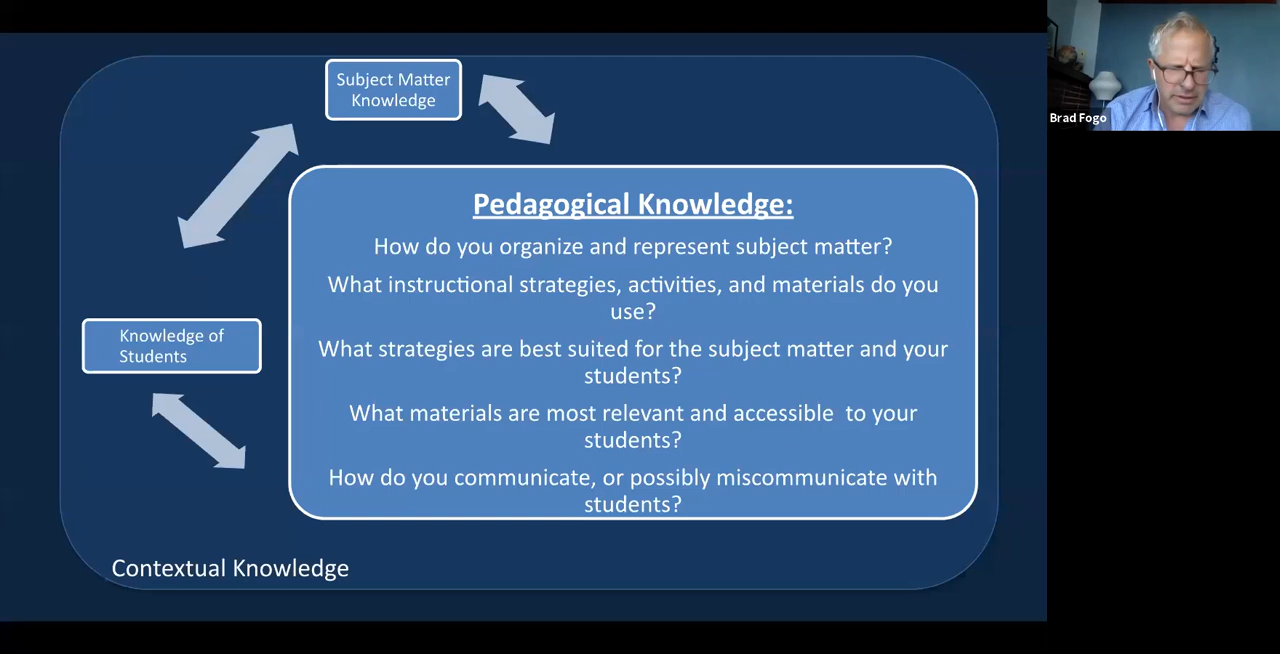 Subject Matter
Knowledge
Brad Fogo
Pedagogical Knowledge:
How do you organize and represent subject matter?
What instructional strategies, activities, and materials do you
use?
What strategies are best suited for the subject matter and your
students?
What materials are most relevant and accessible  to your
students?
How do you communicate, or possibly miscommunicate with
students?
Knowledge of
Students
Contextual Knowledge